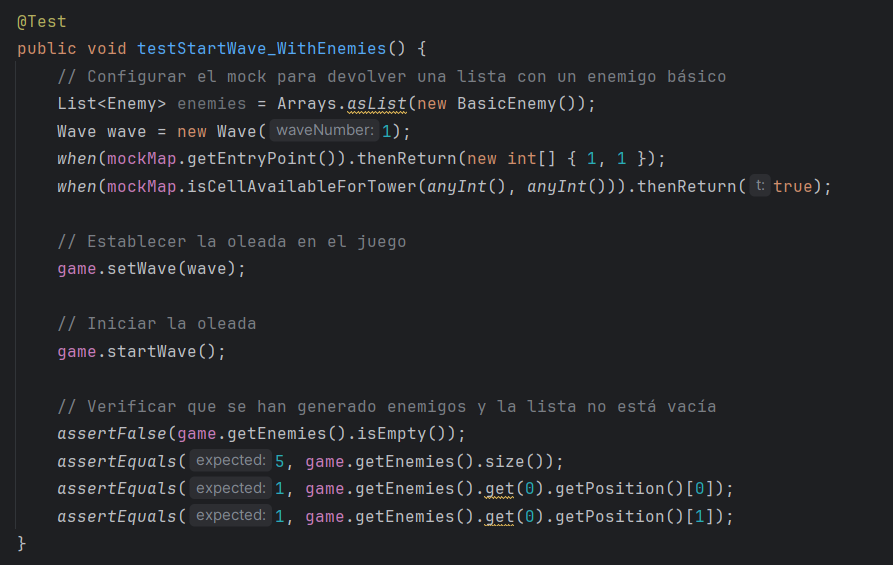 @Test
public void testStartWave_WithEnemies() {
// Configurar el mock para devolver una lista con un enemigo básico
List<Enemy> enemies = Arrays.asList(new BasicEnemy());
Wave wave = new Wave( waveNumber: 1);
when(mockMap.getEntryPoint()).thenReturn(new int[] { 1, 1 });
when(mockMap.isCellAvailableForTower(anyInt(), anyInt())).thenReturn( t: true);
// Establecer la oleada en el juego
game.setWave(wave);
// Iniciar la oleada
game.startWave();
// Verificar que se han generado enemigos y la lista no está vacía
assertFalse(game.getEnemies().isEmpty());
assertEquals( expected: 5, game.getEnemies().size());
assertEquals( expected: 1, game.getEnemies().get(0).getPosition()[0]);
assertEquals( expected: 1, game.getEnemies().get(0).getPosition()[1]);
}